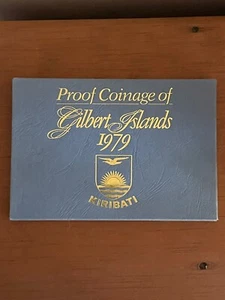 Proof Coinage of
Gilbert Islands
1979
KIRIBATI